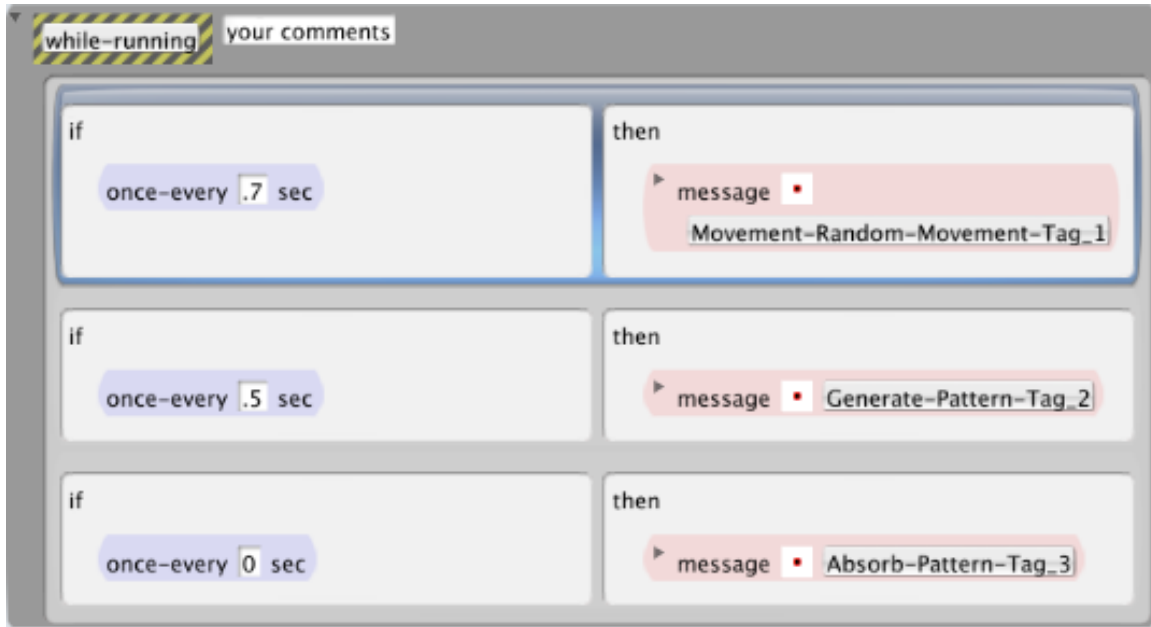 while-running your comments
if then
once-every .7 sec message
Movement-Random-Movement-Tag_1
if then
once-every .5 sec message Generate-Pattern-Tag_2
if then
once-every 0 sec message Absorb-Pattern-Tag_3